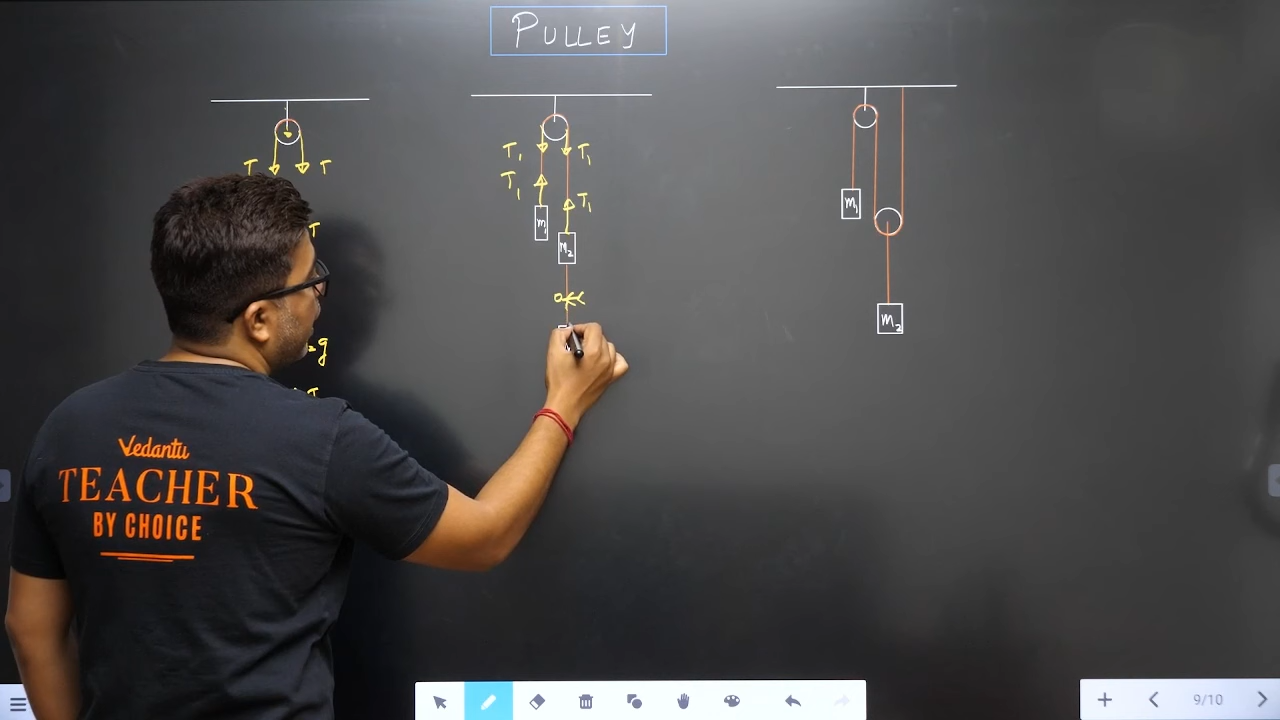 PULLEY
T T
T₁ T₁
T₁ T₁
T
m₁
m₁
m₂
m₂
g
T
Vedantu
TEACHER
BY CHOICE
9/10